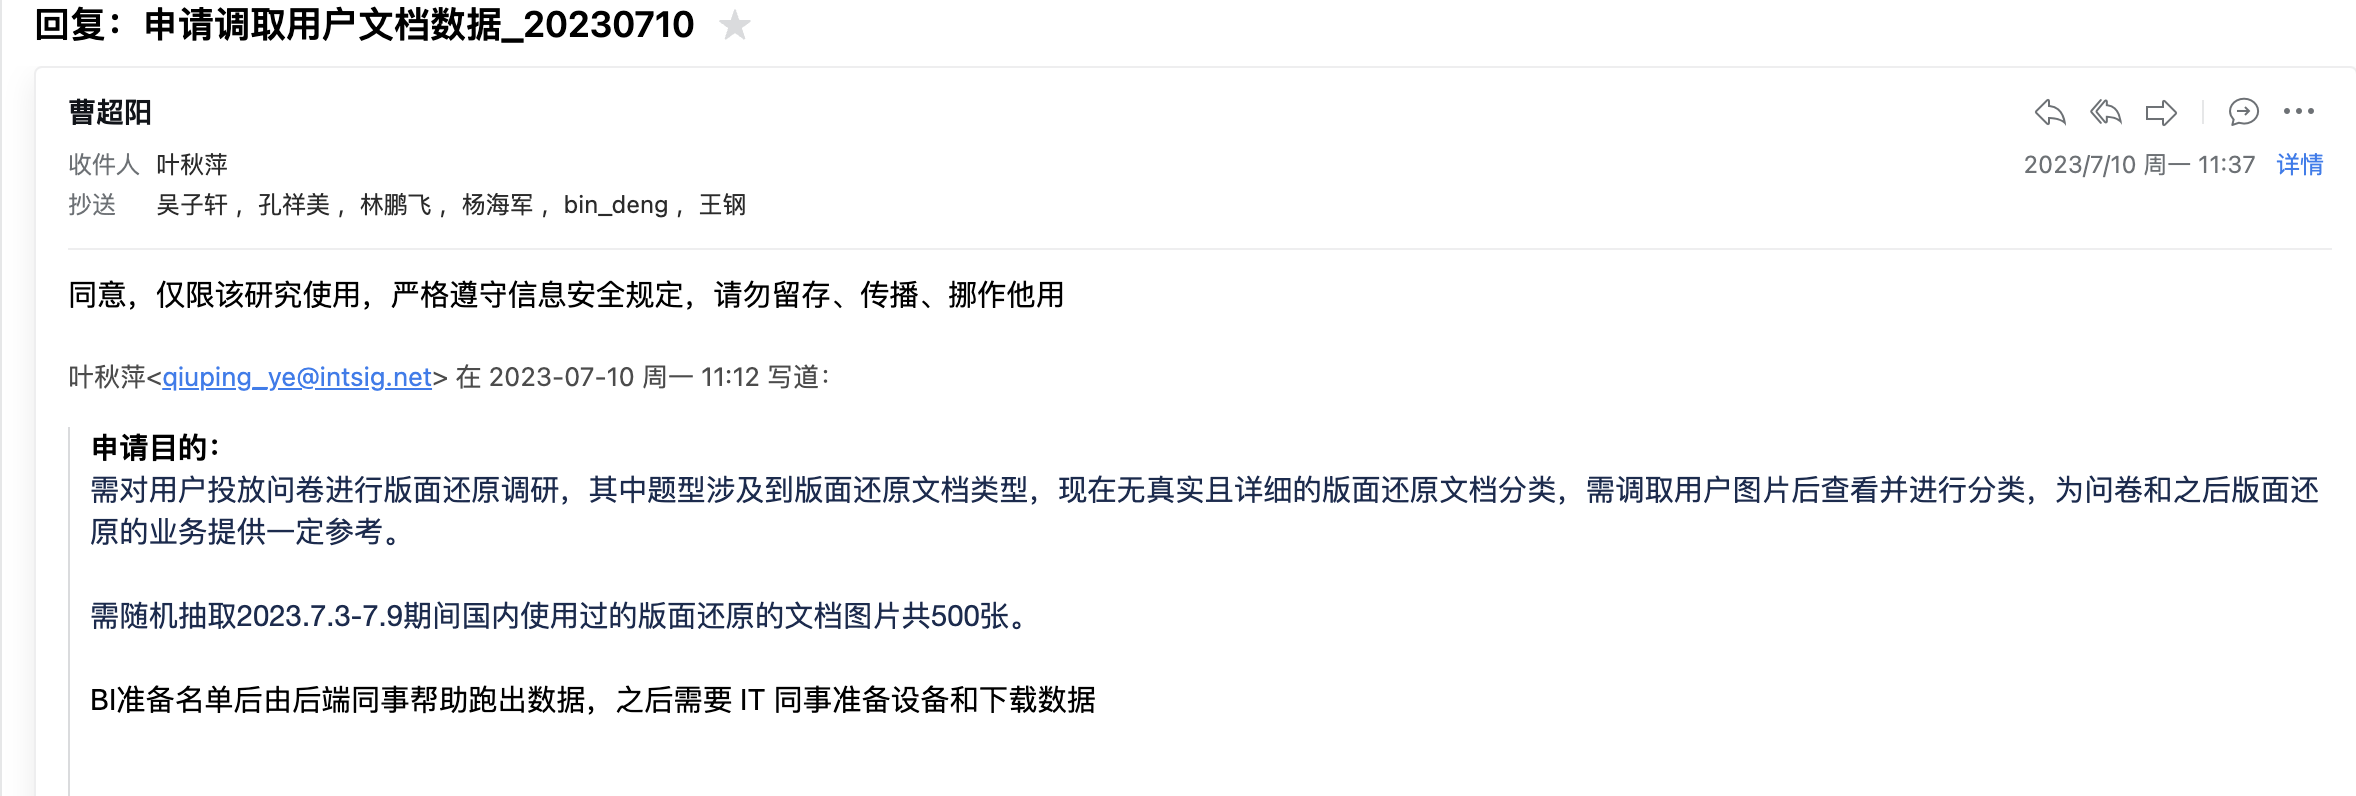 回复：申请调取用户文档数据_20230710
曹超阳
收件人 叶秋萍
2023/7/10 周一 11:37 详情
抄送 吴子轩，孔祥美，林鹏飞，杨海军，bin_deng，王钢
同意，仅限该研究使用，严格遵守信息安全规定，请勿留存、传播、挪作他用
叶秋萍<qiuping_ye@intsig.net> 在 2023-07-10 周一 11:12 写道：
申请目的：
需对用户投放问卷进行版面还原调研，其中题型涉及到版面还原文档类型，现在无真实且详细的版面还原文档分类，需调取用户图片后查看并进行分类，为问卷和之后版面还
原的业务提供一定参考。
需随机抽取2023.7.3-7.9期间国内使用过的版面还原的文档图片共500张。
BI准备名单后由后端同事帮助跑出数据，之后需要 IT 同事准备设备和下载数据